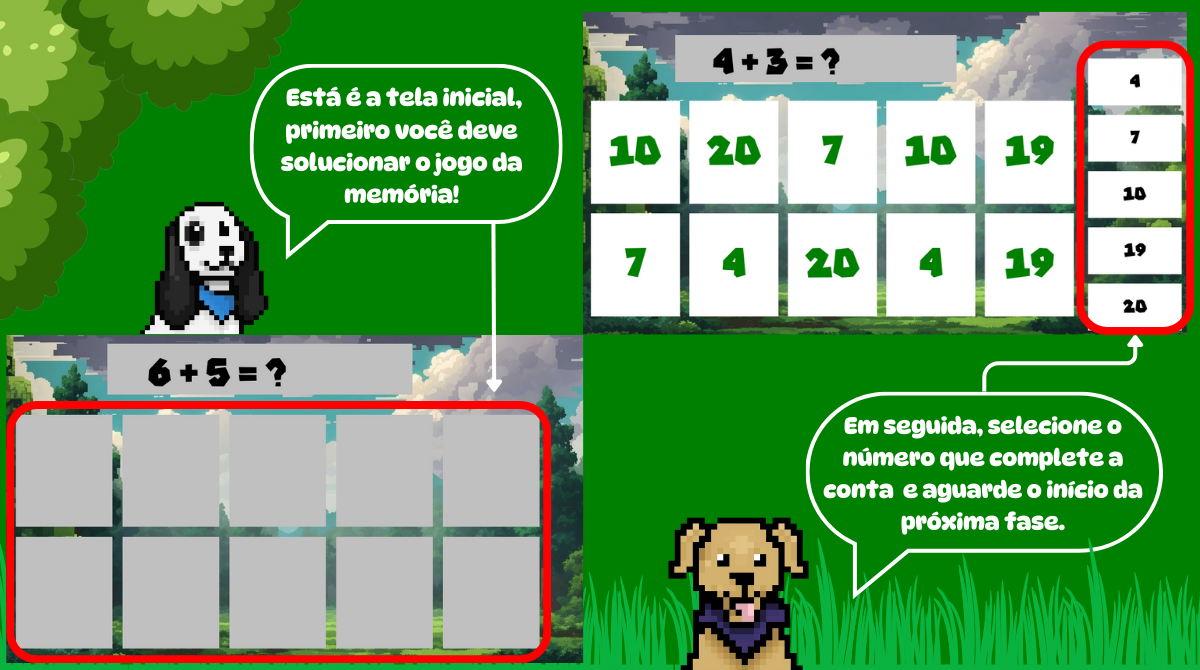 Está é a tela inicial,
primeiro você deve
solucionar o jogo da
memória!
6 + 5 = ?
4 + 3 = ?
10 20 7 10 19
7 4 20 4 19
4
7
10
19
20
Em seguida, selecione o
número que complete a
conta e aguarde o início da
próxima fase.